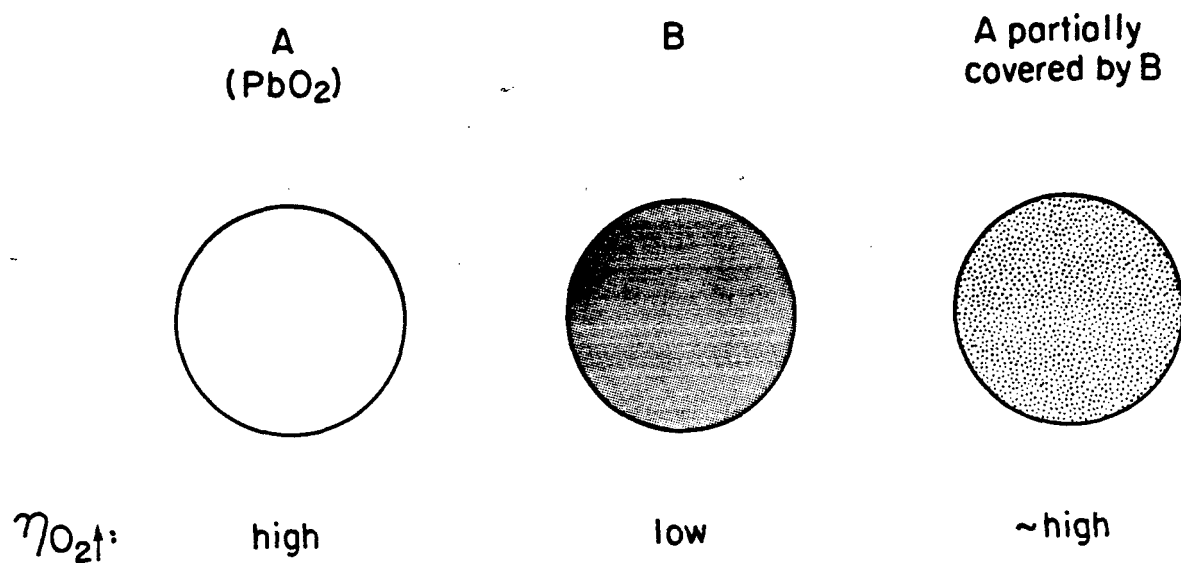 A
(PbO₂)
B
A partially
covered by B
ηO₂↑:
high
low
~high